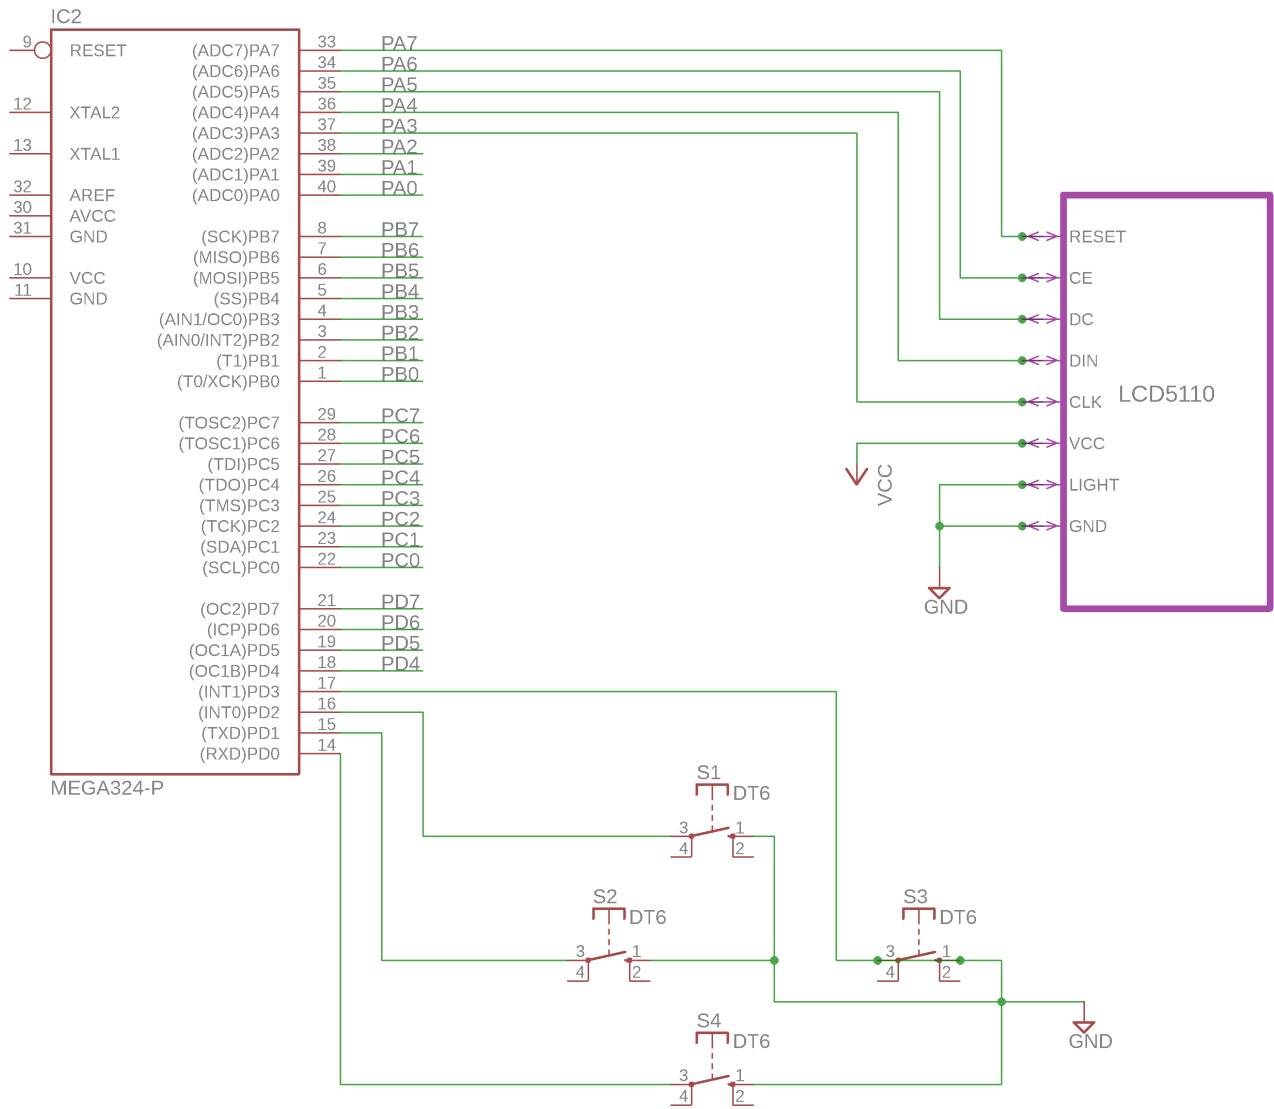 IC2
9 RESET (ADC7)PA7 33 PA7
(ADC6)PA6 34 PA6
(ADC5)PA5 35 PA5
12 XTAL2 (ADC4)PA4 36 PA4
(ADC3)PA3 37 PA3
13 XTAL1 (ADC2)PA2 38 PA2
(ADC1)PA1 39 PA1
32 AREF (ADC0)PA0 40 PA0
30 AVCC
31 GND (SCK)PB7 8 PB7 RESET
(MISO)PB6 7 PB6
10 VCC (MOSI)PB5 6 PB5 CE
11 GND (SS)PB4 5 PB4
(AIN1/OC0)PB3 4 PB3 DC
(AIN0/INT2)PB2 3 PB2
(T1)PB1 2 PB1 DIN
(T0/XCK)PB0 1 PB0
LCD5110
CLK
(TOSC2)PC7 29 PC7
(TOSC1)PC6 28 PC6 VCC
(TDI)PC5 27 PC5
(TDO)PC4 26 PC4 VCC LIGHT
(TMS)PC3 25 PC3
(TCK)PC2 24 PC2 GND
(SDA)PC1 23 PC1
(SCL)PC0 22 PC0
(OC2)PD7 21 PD7 GND
(ICP)PD6 20 PD6
(OC1A)PD5 19 PD5
(OC1B)PD4 18 PD4
(INT1)PD3 17
(INT0)PD2 16
(TXD)PD1 15
(RXD)PD0 14
MEGA324-P
S1
DT6
3 1
4 2
S2 S3
DT6 DT6
3 1 3 1
4 2 4 2
S4
DT6 GND
3 1
4 2